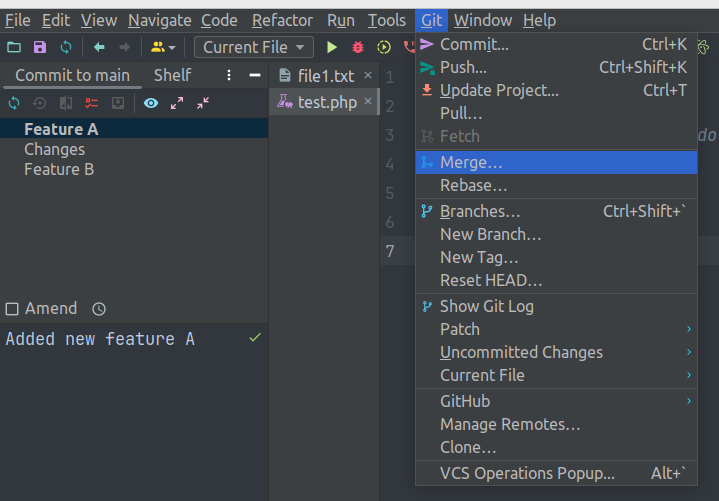 File Edit View Navigate Code Refactor Run Tools Git Window Help
Current File
Commit to main Shelf
file1.txt
test.php
Feature A
Changes
Feature B
Amend
Added new feature A
1
2
3
4
5
6
7
do
Commit... Ctrl+K
Push... Ctrl+Shift+K
Update Project... Ctrl+T
Pull...
Fetch
Merge...
Rebase...
Branches... Ctrl+Shift+`
New Branch...
New Tag...
Reset HEAD...
Show Git Log
Patch
Uncommitted Changes
Current File
GitHub
Manage Remotes...
Clone...
VCS Operations Popup... Alt+`